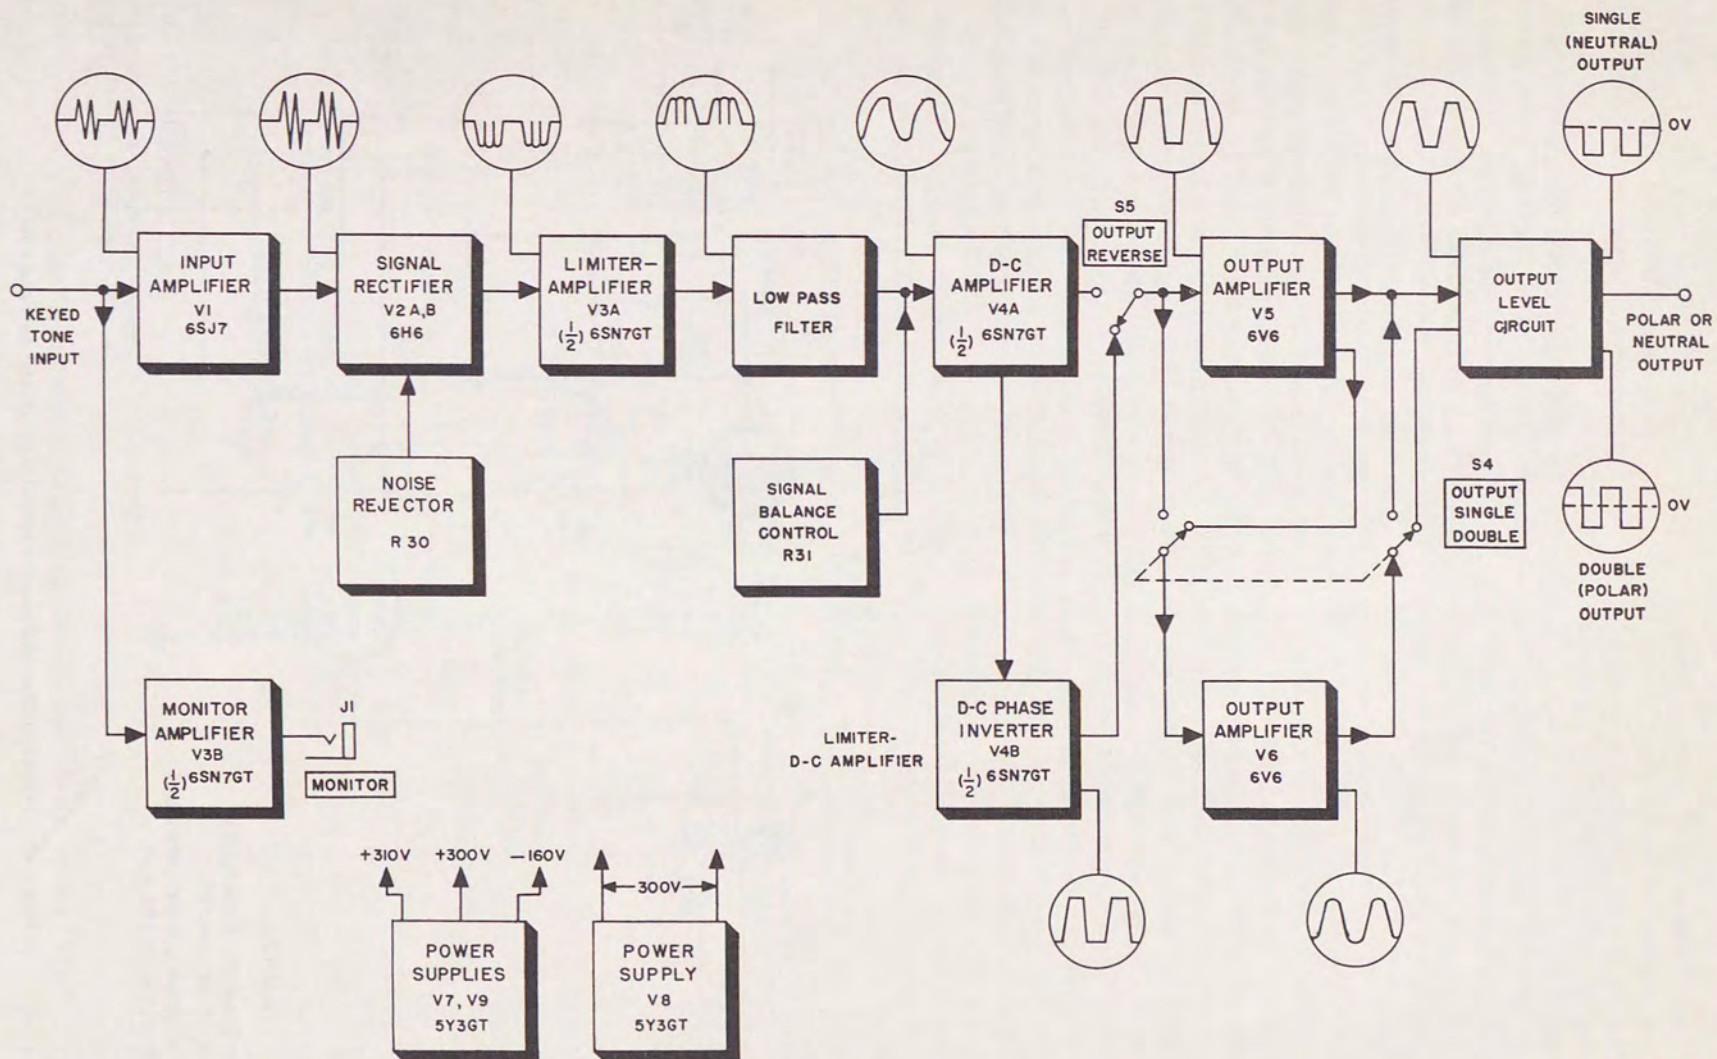 SINGLE
(NEUTRAL)
OUTPUT
OV
S5
OUTPUT
REVERSE
KEYED
TONE
INPUT
INPUT
AMPLIFIER
V1
6SJ7
SIGNAL
RECTIFIER
V2 A,B
6H6
LIMITER-
AMPLIFIER
V3A
(1/2) 6SN7GT
LOW PASS
FILTER
D-C
AMPLIFIER
V4A
(1/2) 6SN7GT
OUTPUT
AMPLIFIER
V5
6V6
OUTPUT
LEVEL
CIRCUIT
POLAR OR
NEUTRAL
OUTPUT
NOISE
REJECTOR
R30
SIGNAL
BALANCE
CONTROL
R31
S4
OUTPUT
SINGLE
DOUBLE
OV
DOUBLE
(POLAR)
OUTPUT
MONITOR
AMPLIFIER
V3B
(1/2) 6SN7GT
J1
MONITOR
LIMITER-
D-C AMPLIFIER
D-C PHASE
INVERTER
V4B
(1/2) 6SN7GT
OUTPUT
AMPLIFIER
V6
6V6
+310V +300V -160V
300V
POWER
SUPPLIES
V7, V9
5Y3GT
POWER
SUPPLY
V8
5Y3GT